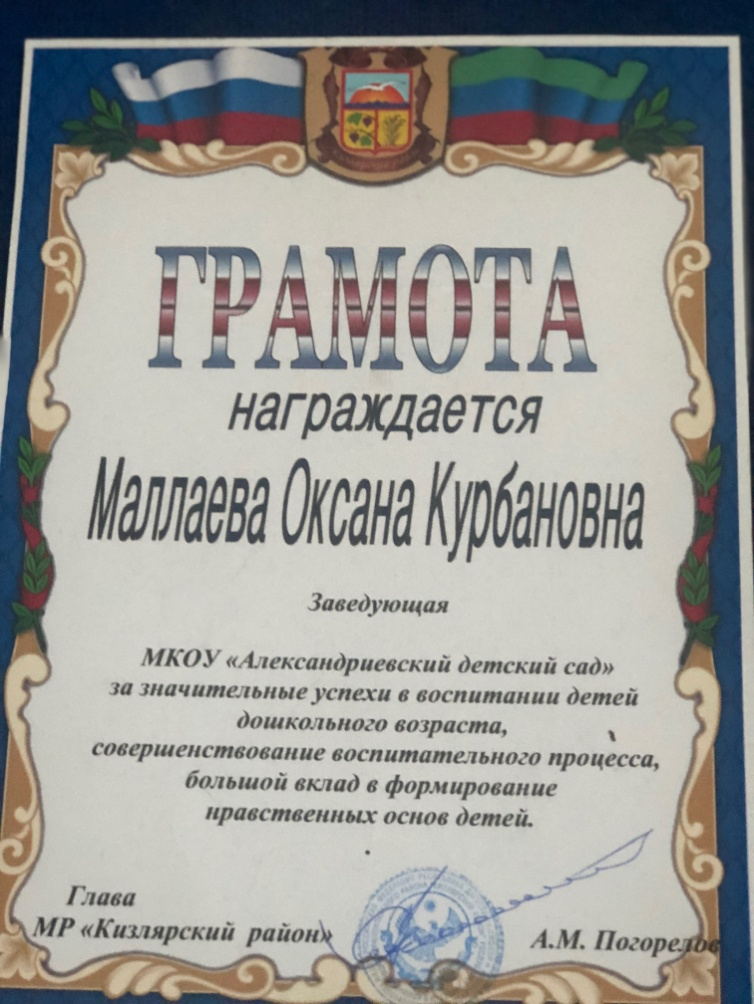 ГРАМОТА
награждается
Маллаева Оксана Курбановна
Заведующая
МКОУ «Александриевский детский сад»
за значительные успехи в воспитании детей
дошкольного возраста,
совершенствование воспитательного процесса,
большой вклад в формирование
нравственных основ детей.
Глава
МР «Кизлярский район»
А.М. Погорелов